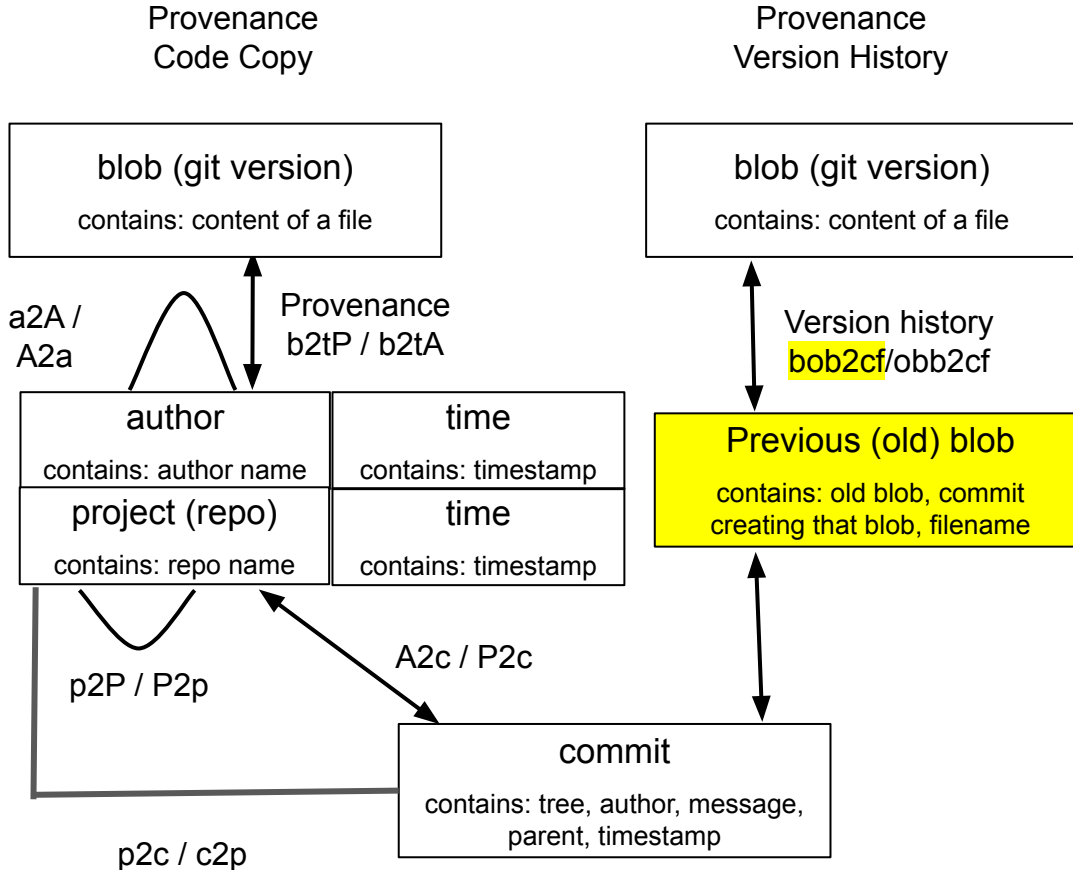 Provenance
Code Copy
Provenance
Version History
blob (git version)
contains: content of a file
blob (git version)
contains: content of a file
a2A /
A2a
Provenance
b2tP / b2tA
Version history
bob2cf/obb2cf
author
contains: author name
time
contains: timestamp
project (repo)
contains: repo name
time
contains: timestamp
Previous (old) blob
contains: old blob, commit
creating that blob, filename
p2P / P2p
A2c / P2c
commit
contains: tree, author, message,
parent, timestamp
p2c / c2p